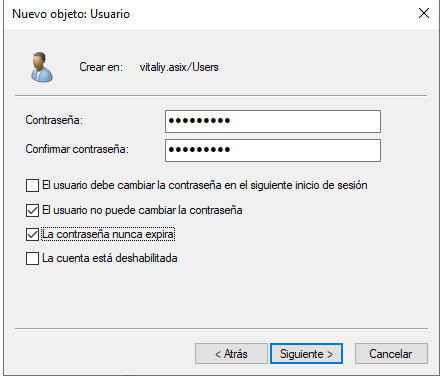 Nuevo objeto: Usuario
Crear en: vitaliy.asix/Users
Contraseña: •••••••••
Confirmar contraseña: •••••••••
El usuario debe cambiar la contraseña en el siguiente inicio de sesión
El usuario no puede cambiar la contraseña
La contraseña nunca expira
La cuenta está deshabilitada
< Atrás Siguiente > Cancelar